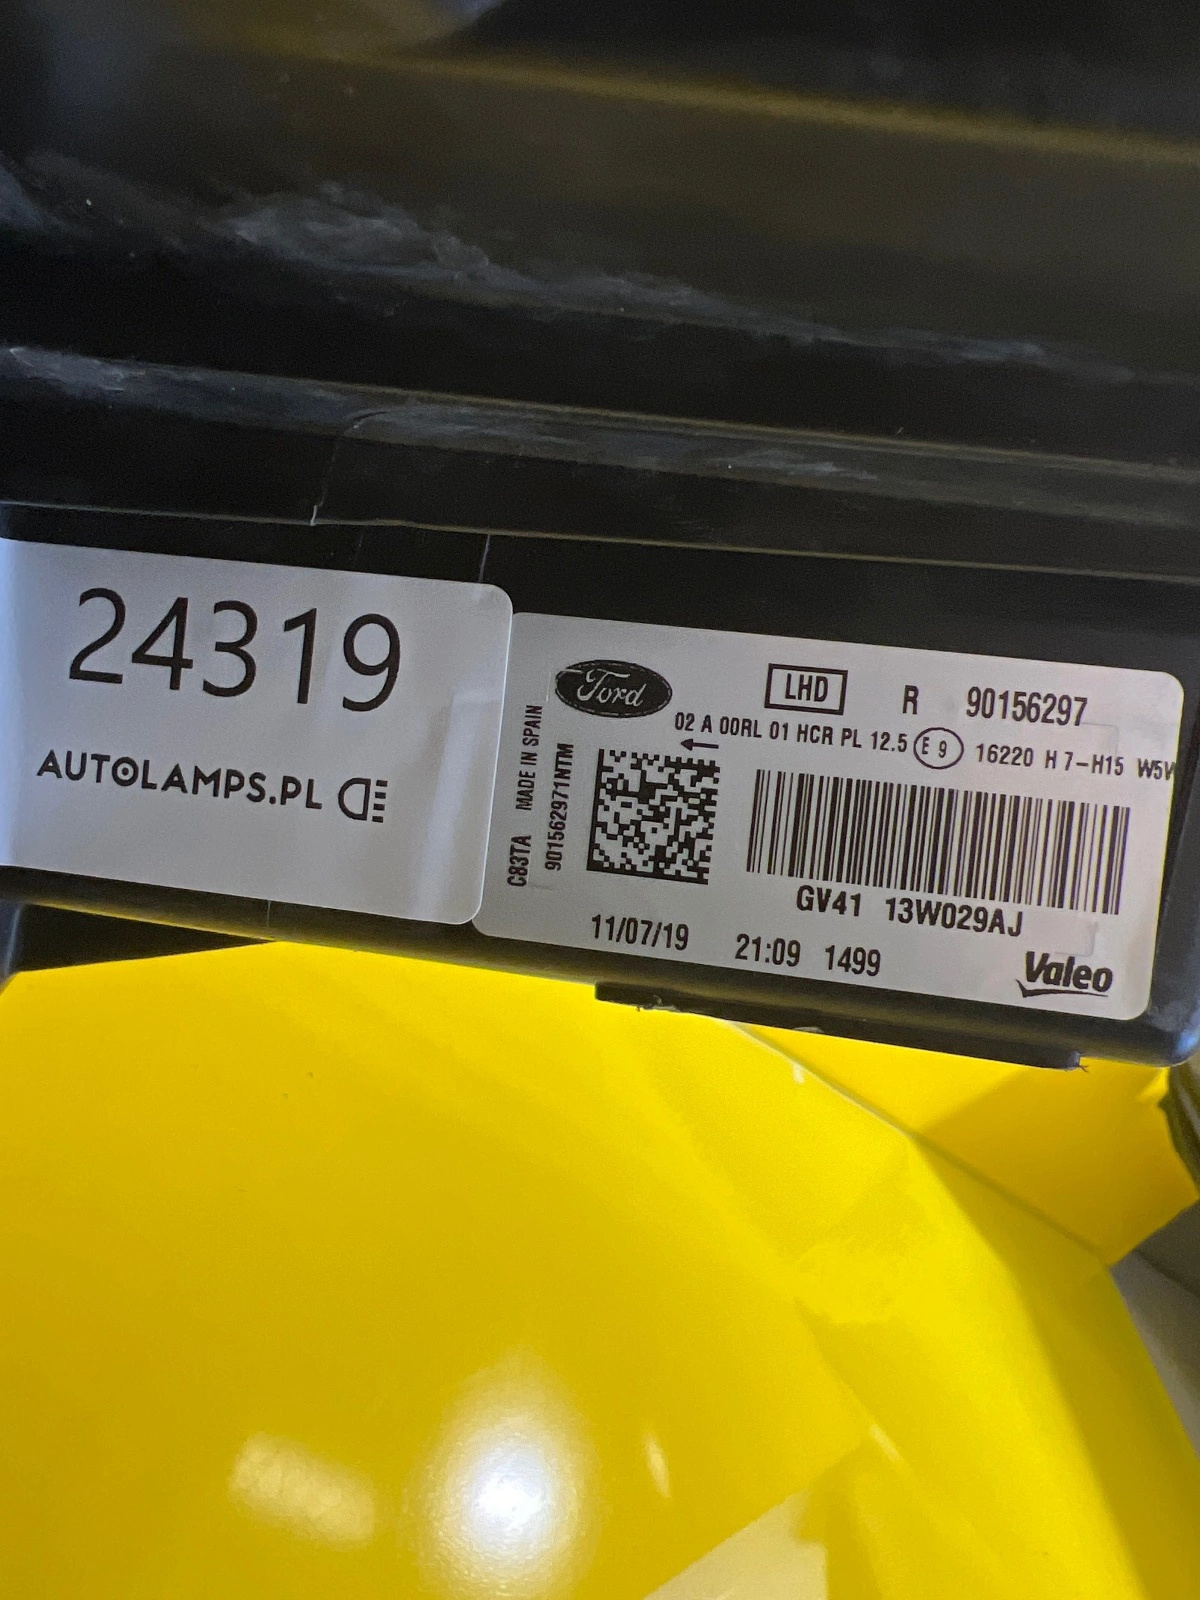 24319
AUTOLAMPS.PL
Ford
LHD R 90156297
02 A 00RL 01 HCR PL 12.5 E 9 16220 H7-H15 W5W
C83TA MADE IN SPAIN
901562971NTM
GV41 13W029AJ
11/07/19 21:09 1499
Valeo